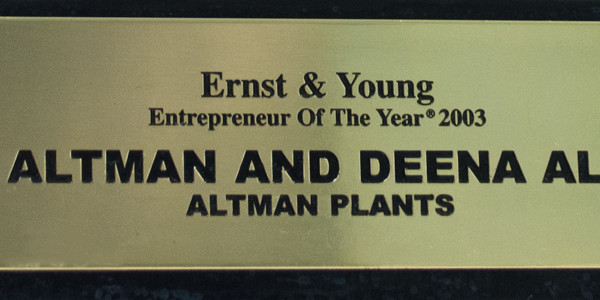 Ernst & Young
Entrepreneur Of The Year® 2003
ALTMAN AND DEENA AL
ALTMAN PLANTS